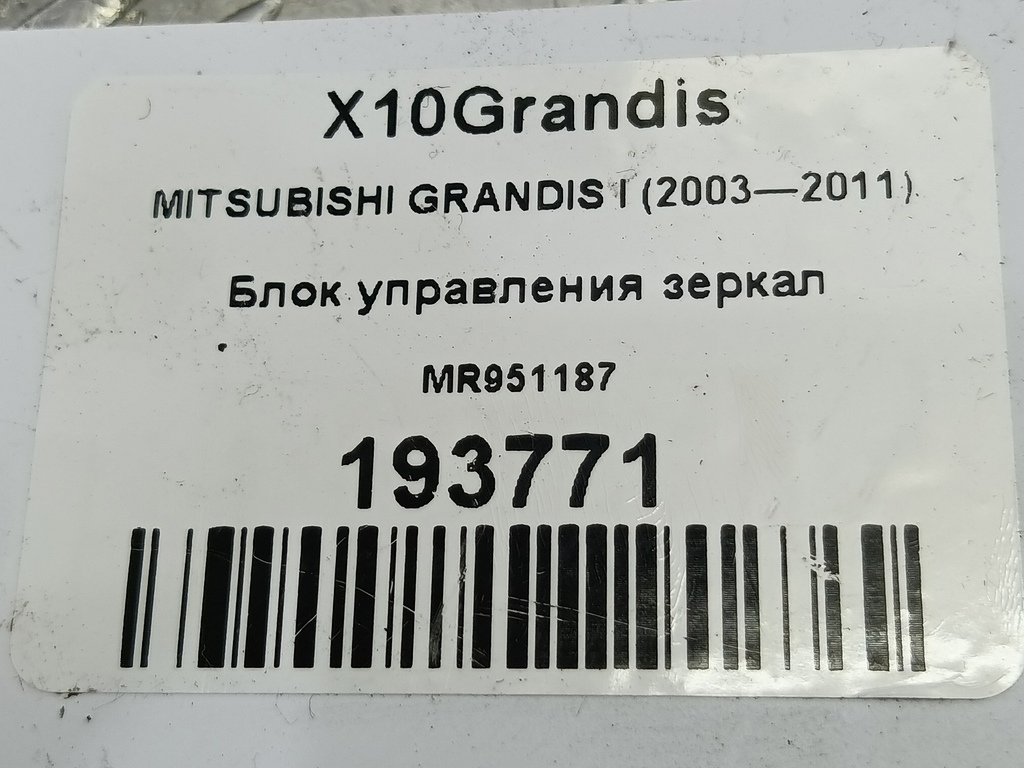 X10Grandis
MITSUBISHI GRANDIS I (2003—2011)
Блок управления зеркал
MR951187
193771